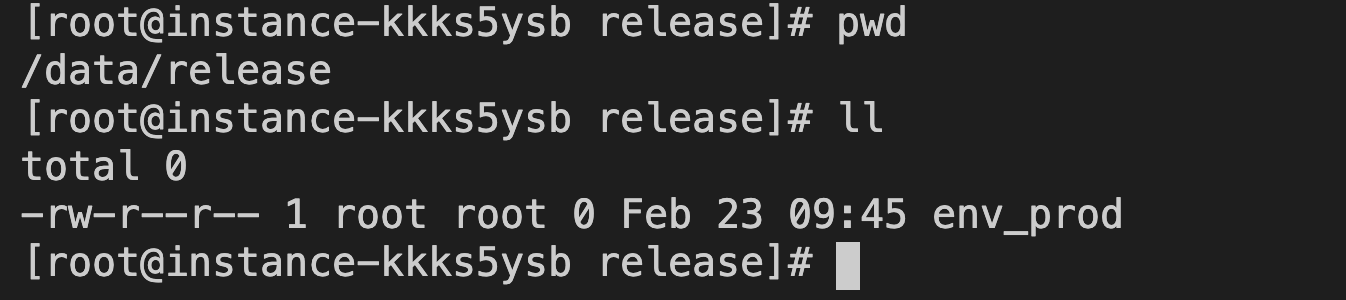 [root@instance-kkks5ysb release]# pwd
/data/release
[root@instance-kkks5ysb release]# ll
total 0
-rw-r--r-- 1 root root 0 Feb 23 09:45 env_prod
[root@instance-kkks5ysb release]#